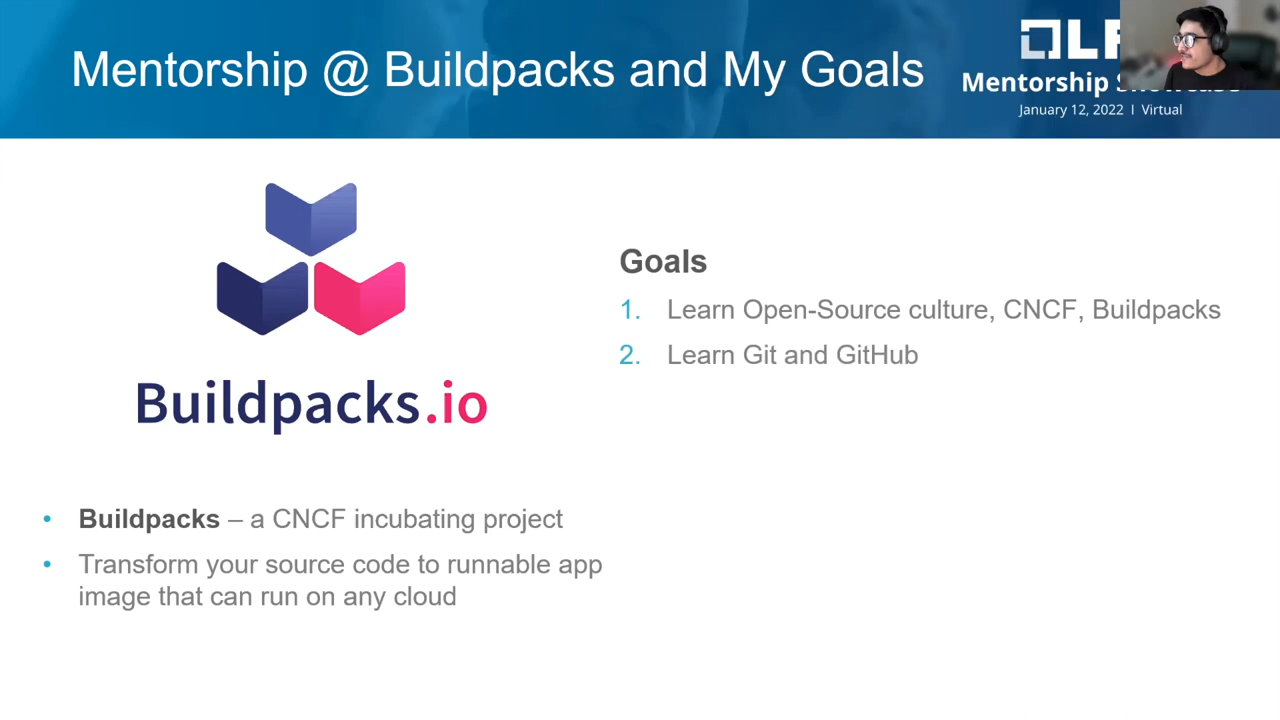 Mentorship @ Buildpacks and My Goals
Mentorship
January 12, 2022 | Virtual
Buildpacks.io
Goals
1. Learn Open-Source culture, CNCF, Buildpacks
2. Learn Git and GitHub
• Buildpacks – a CNCF incubating project
• Transform your source code to runnable app
image that can run on any cloud